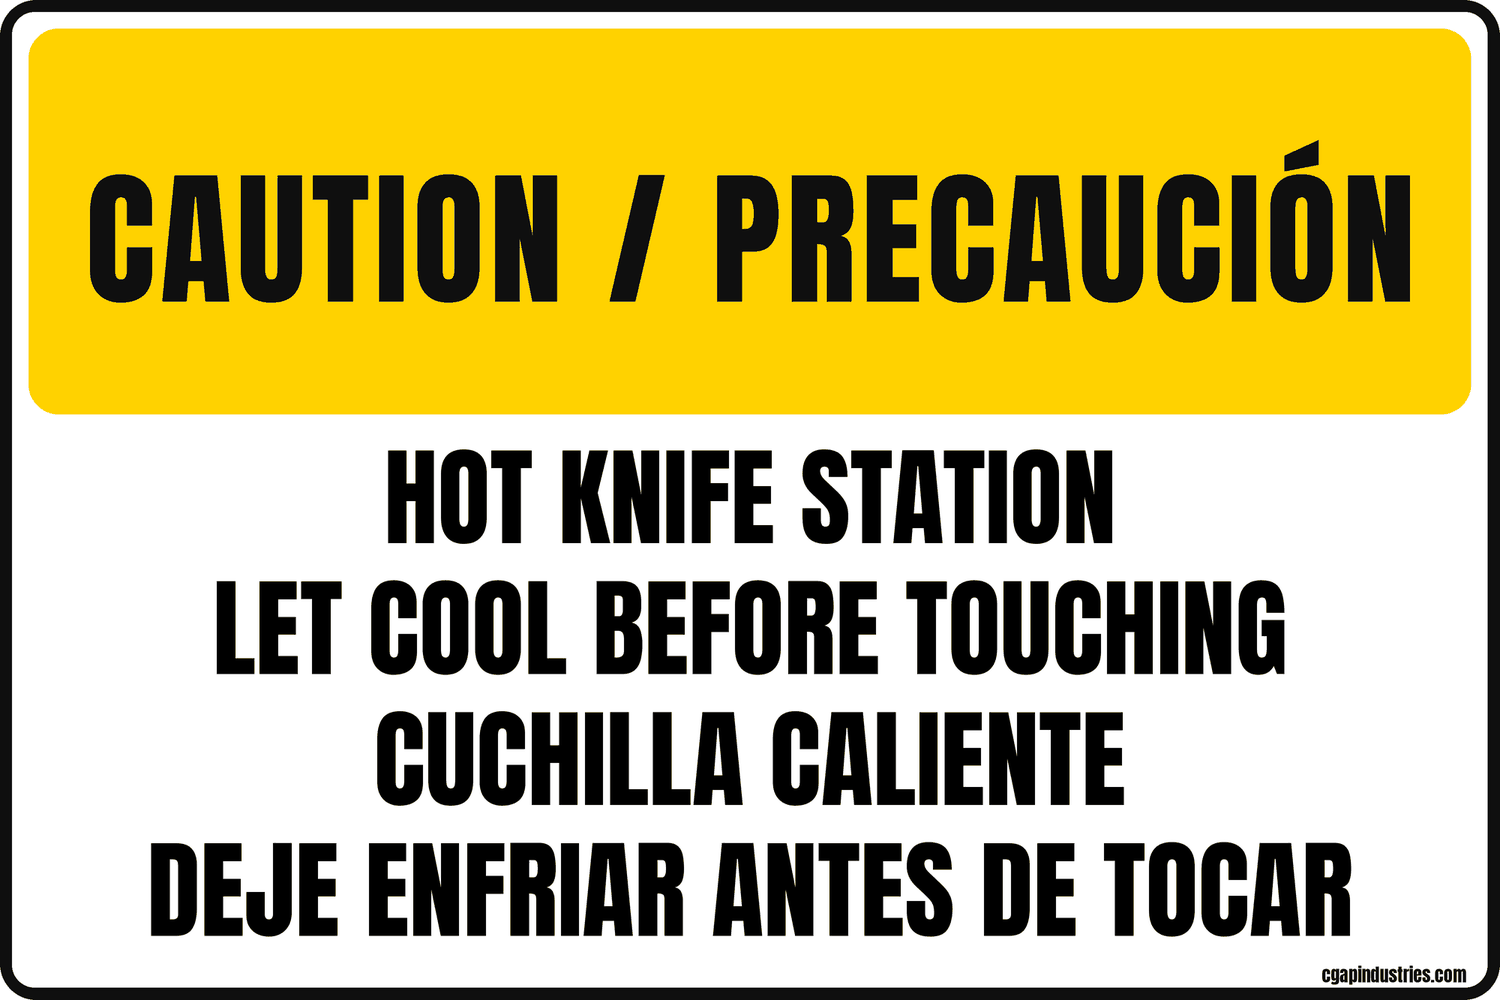 CAUTION / PRECAUCIÓN
HOT KNIFE STATION
LET COOL BEFORE TOUCHING
CUCHILLA CALIENTE
DEJE ENFRIAR ANTES DE TOCAR
cgapindustries.com